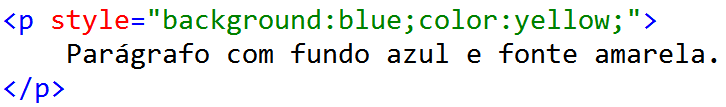 <p style="background:blue;color:yellow;">
    Parágrafo com fundo azul e fonte amarela.
</p>